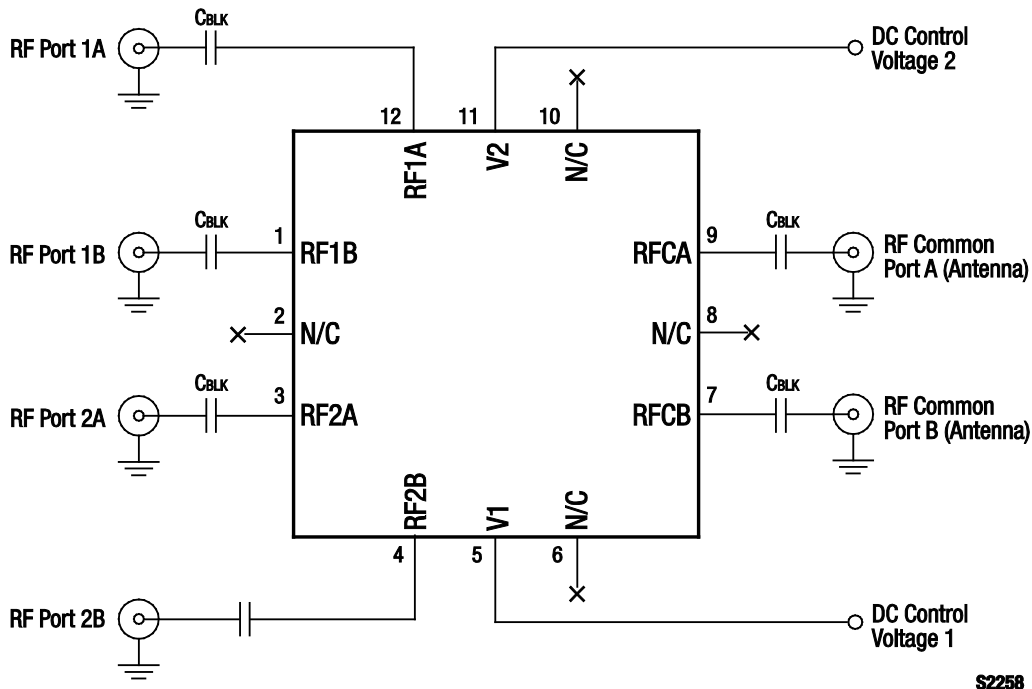 CBLK
RF Port 1A
DC Control
Voltage 2
12
11
10
RF1A
V2
N/C
CBLK
RF Port 1B
1
RF1B
RFCA
9
CBLK
RF Common
Port A (Antenna)
2
N/C
N/C
8
CBLK
RF Port 2A
3
RF2A
RFCB
7
CBLK
RF Common
Port B (Antenna)
RF2B
V1
N/C
4
5
6
RF Port 2B
DC Control
Voltage 1
S2258